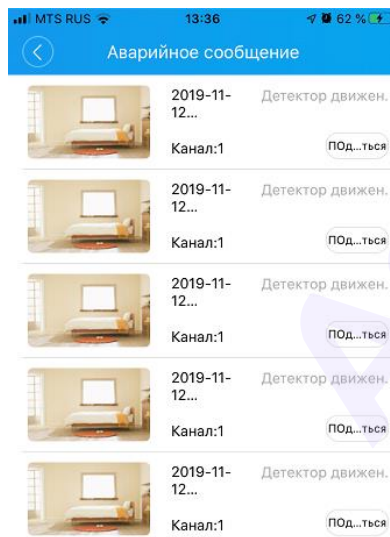 MTS RUS 13:36 62 %
Аварийное сообщение
2019-11-12... Детектор движен.
Канал:1 ПОд...ться
2019-11-12... Детектор движен.
Канал:1 ПОд...ться
2019-11-12... Детектор движен.
Канал:1 ПОд...ться
2019-11-12... Детектор движен.
Канал:1 ПОд...ться
2019-11-12... Детектор движен.
Канал:1 ПОд...ться